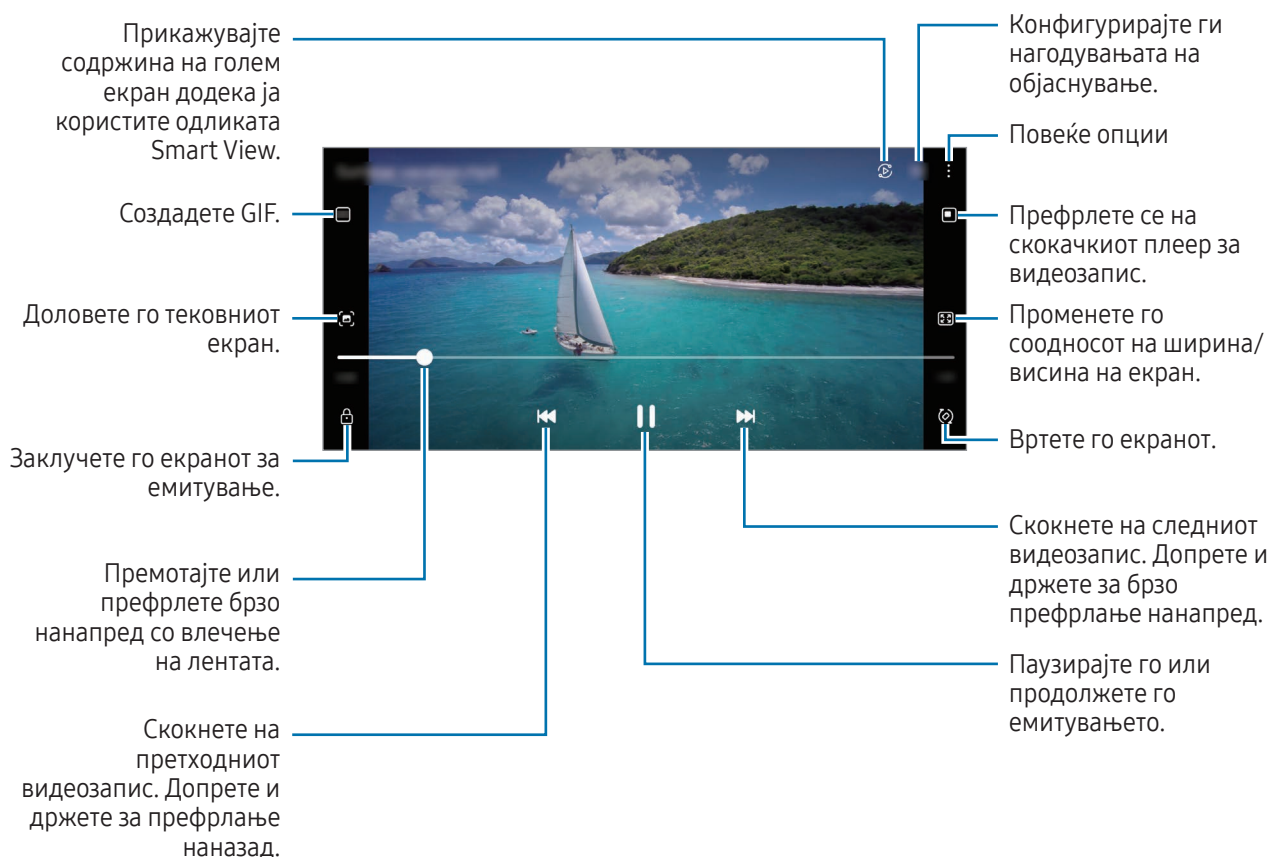 Прикажувајте
содржина на голем
екран додека ја
користите одликата
Smart View.
Создадете GIF.
Доловете го тековниот
екран.
Заклучете го екранот за
емитување.
Премотајте или
префрлете брзо
нанапред со влечење
на лентата.
Скокнете на
претходниот
видеозапис. Допрете и
држете за префрлање
наназад.
Конфигурирајте ги
нагодувањата на
објаснување.
Повеќе опции
Префрлете се на
скокачкиот плеер за
видеозапис.
Променете го
соодносот на ширина/
висина на екран.
Вртете го екранот.
Скокнете на следниот
видеозапис. Допрете и
држете за брзо
префрлање нанапред.
Паузирајте го или
продолжете го
емитувањето.